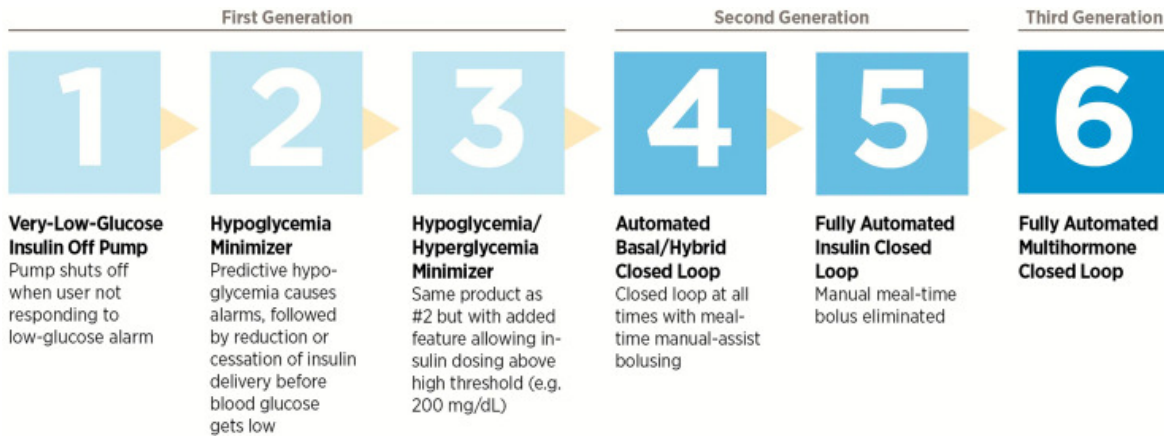 First Generation
Second Generation
Third Generation
1
2
3
4
5
6
Very-Low-Glucose
Insulin Off Pump
Pump shuts off
when user not
responding to
low-glucose alarm
Hypoglycemia
Minimizer
Predictive hypo-
glycemia causes
alarms, followed
by reduction or
cessation of insulin
delivery before
blood glucose
gets low
Hypoglycemia/
Hyperglycemia
Minimizer
Same product as
#2 but with added
feature allowing in-
sulin dosing above
high threshold (e.g.
200 mg/dL)
Automated
Basal/Hybrid
Closed Loop
Closed loop at all
times with meal-
time manual-assist
bolusing
Fully Automated
Insulin Closed
Loop
Manual meal-time
bolus eliminated
Fully Automated
Multihormone
Closed Loop